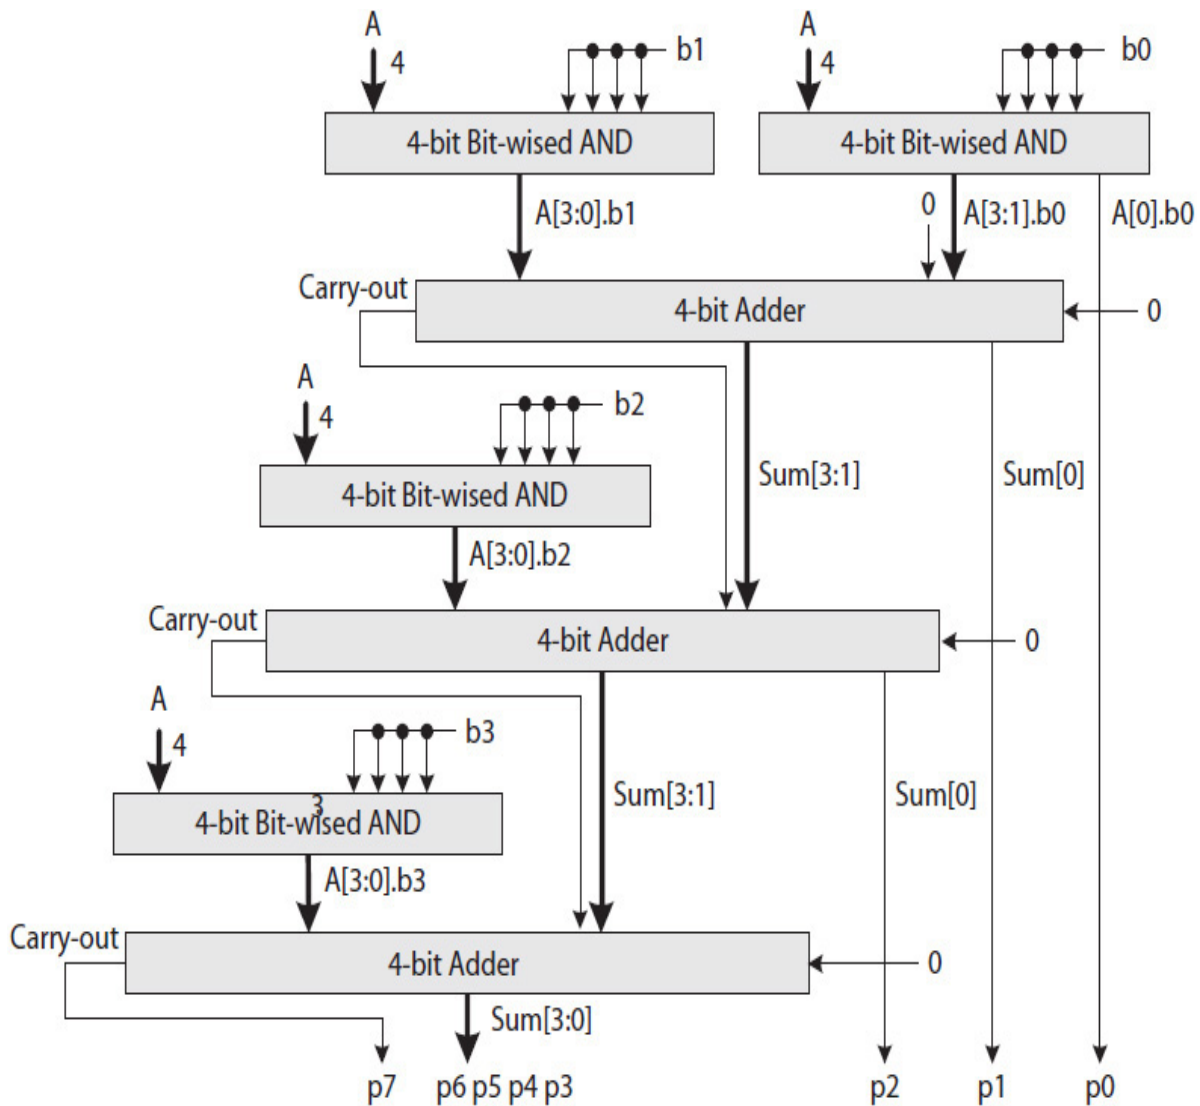 A
4
b1
A
4
b0
4-bit Bit-wised AND
4-bit Bit-wised AND
A[3:0].b1
0
A[3:1].b0
A[0].b0
Carry-out
4-bit Adder
0
A
4
b2
4-bit Bit-wised AND
Sum[3:1]
Sum[0]
A[3:0].b2
Carry-out
4-bit Adder
0
A
4
b3
3
4-bit Bit-wised AND
Sum[3:1]
Sum[0]
A[3:0].b3
Carry-out
4-bit Adder
0
Sum[3:0]
p7
p6 p5 p4 p3
p2
p1
p0